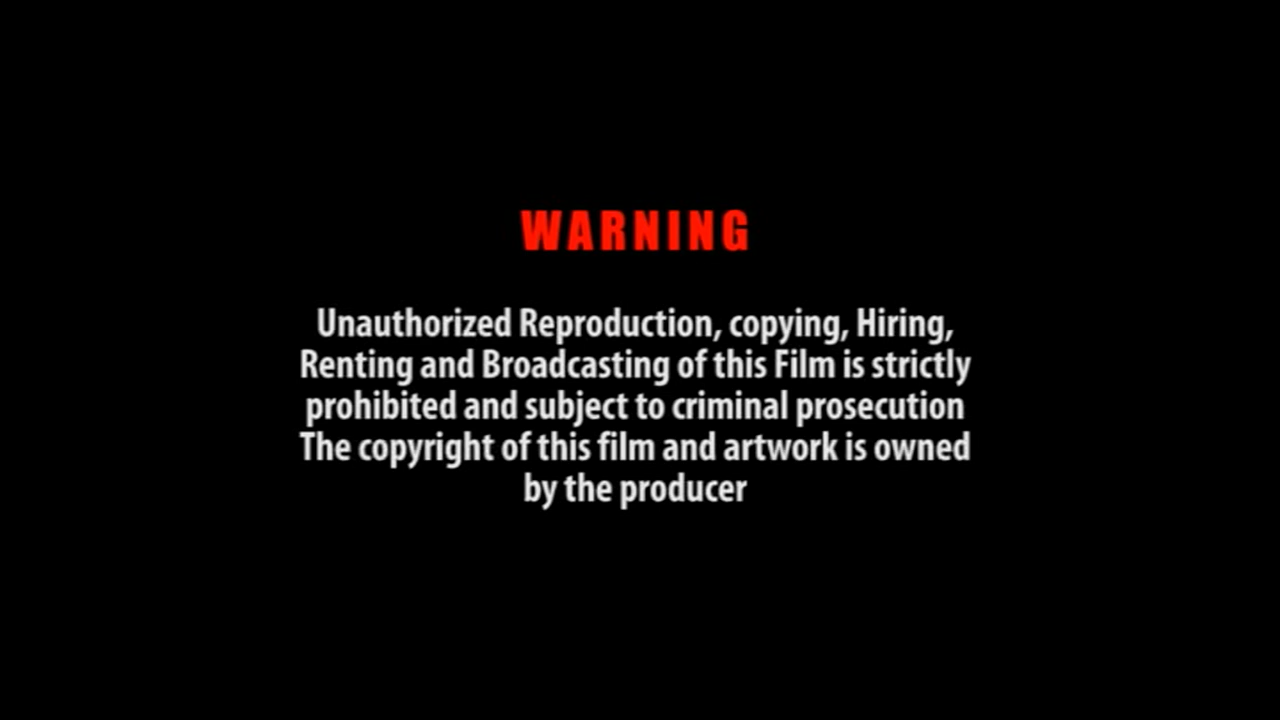 WARNING
Unauthorized Reproduction, copying, Hiring,
Renting and Broadcasting of this Film is strictly
prohibited and subject to criminal prosecution
The copyright of this film and artwork is owned
by the producer